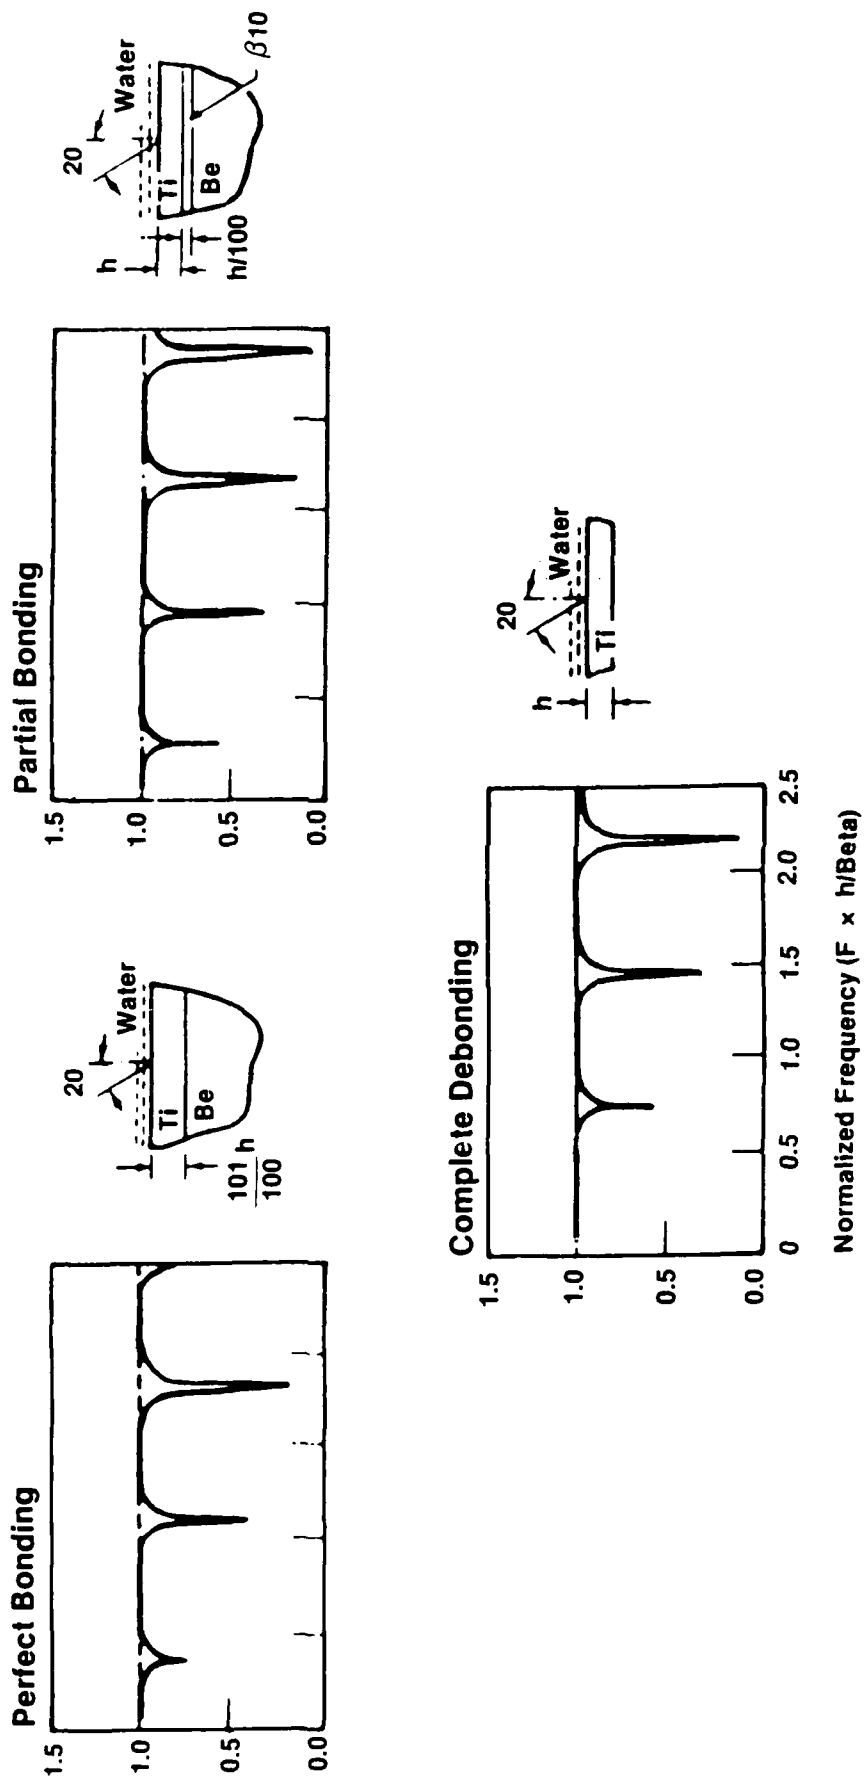 Perfect Bonding
1.5
1.0
0.5
0.0
20
Water
Ti
Be
101 h
100
Partial Bonding
1.5
1.0
0.5
0.0
20
Water
Ti
Be
h
h/100
β10
Complete Debonding
1.5
1.0
0.5
0.0
0 0.5 1.0 1.5 2.0 2.5
Normalized Frequency (F × h/Beta)
20
Water
Ti
h